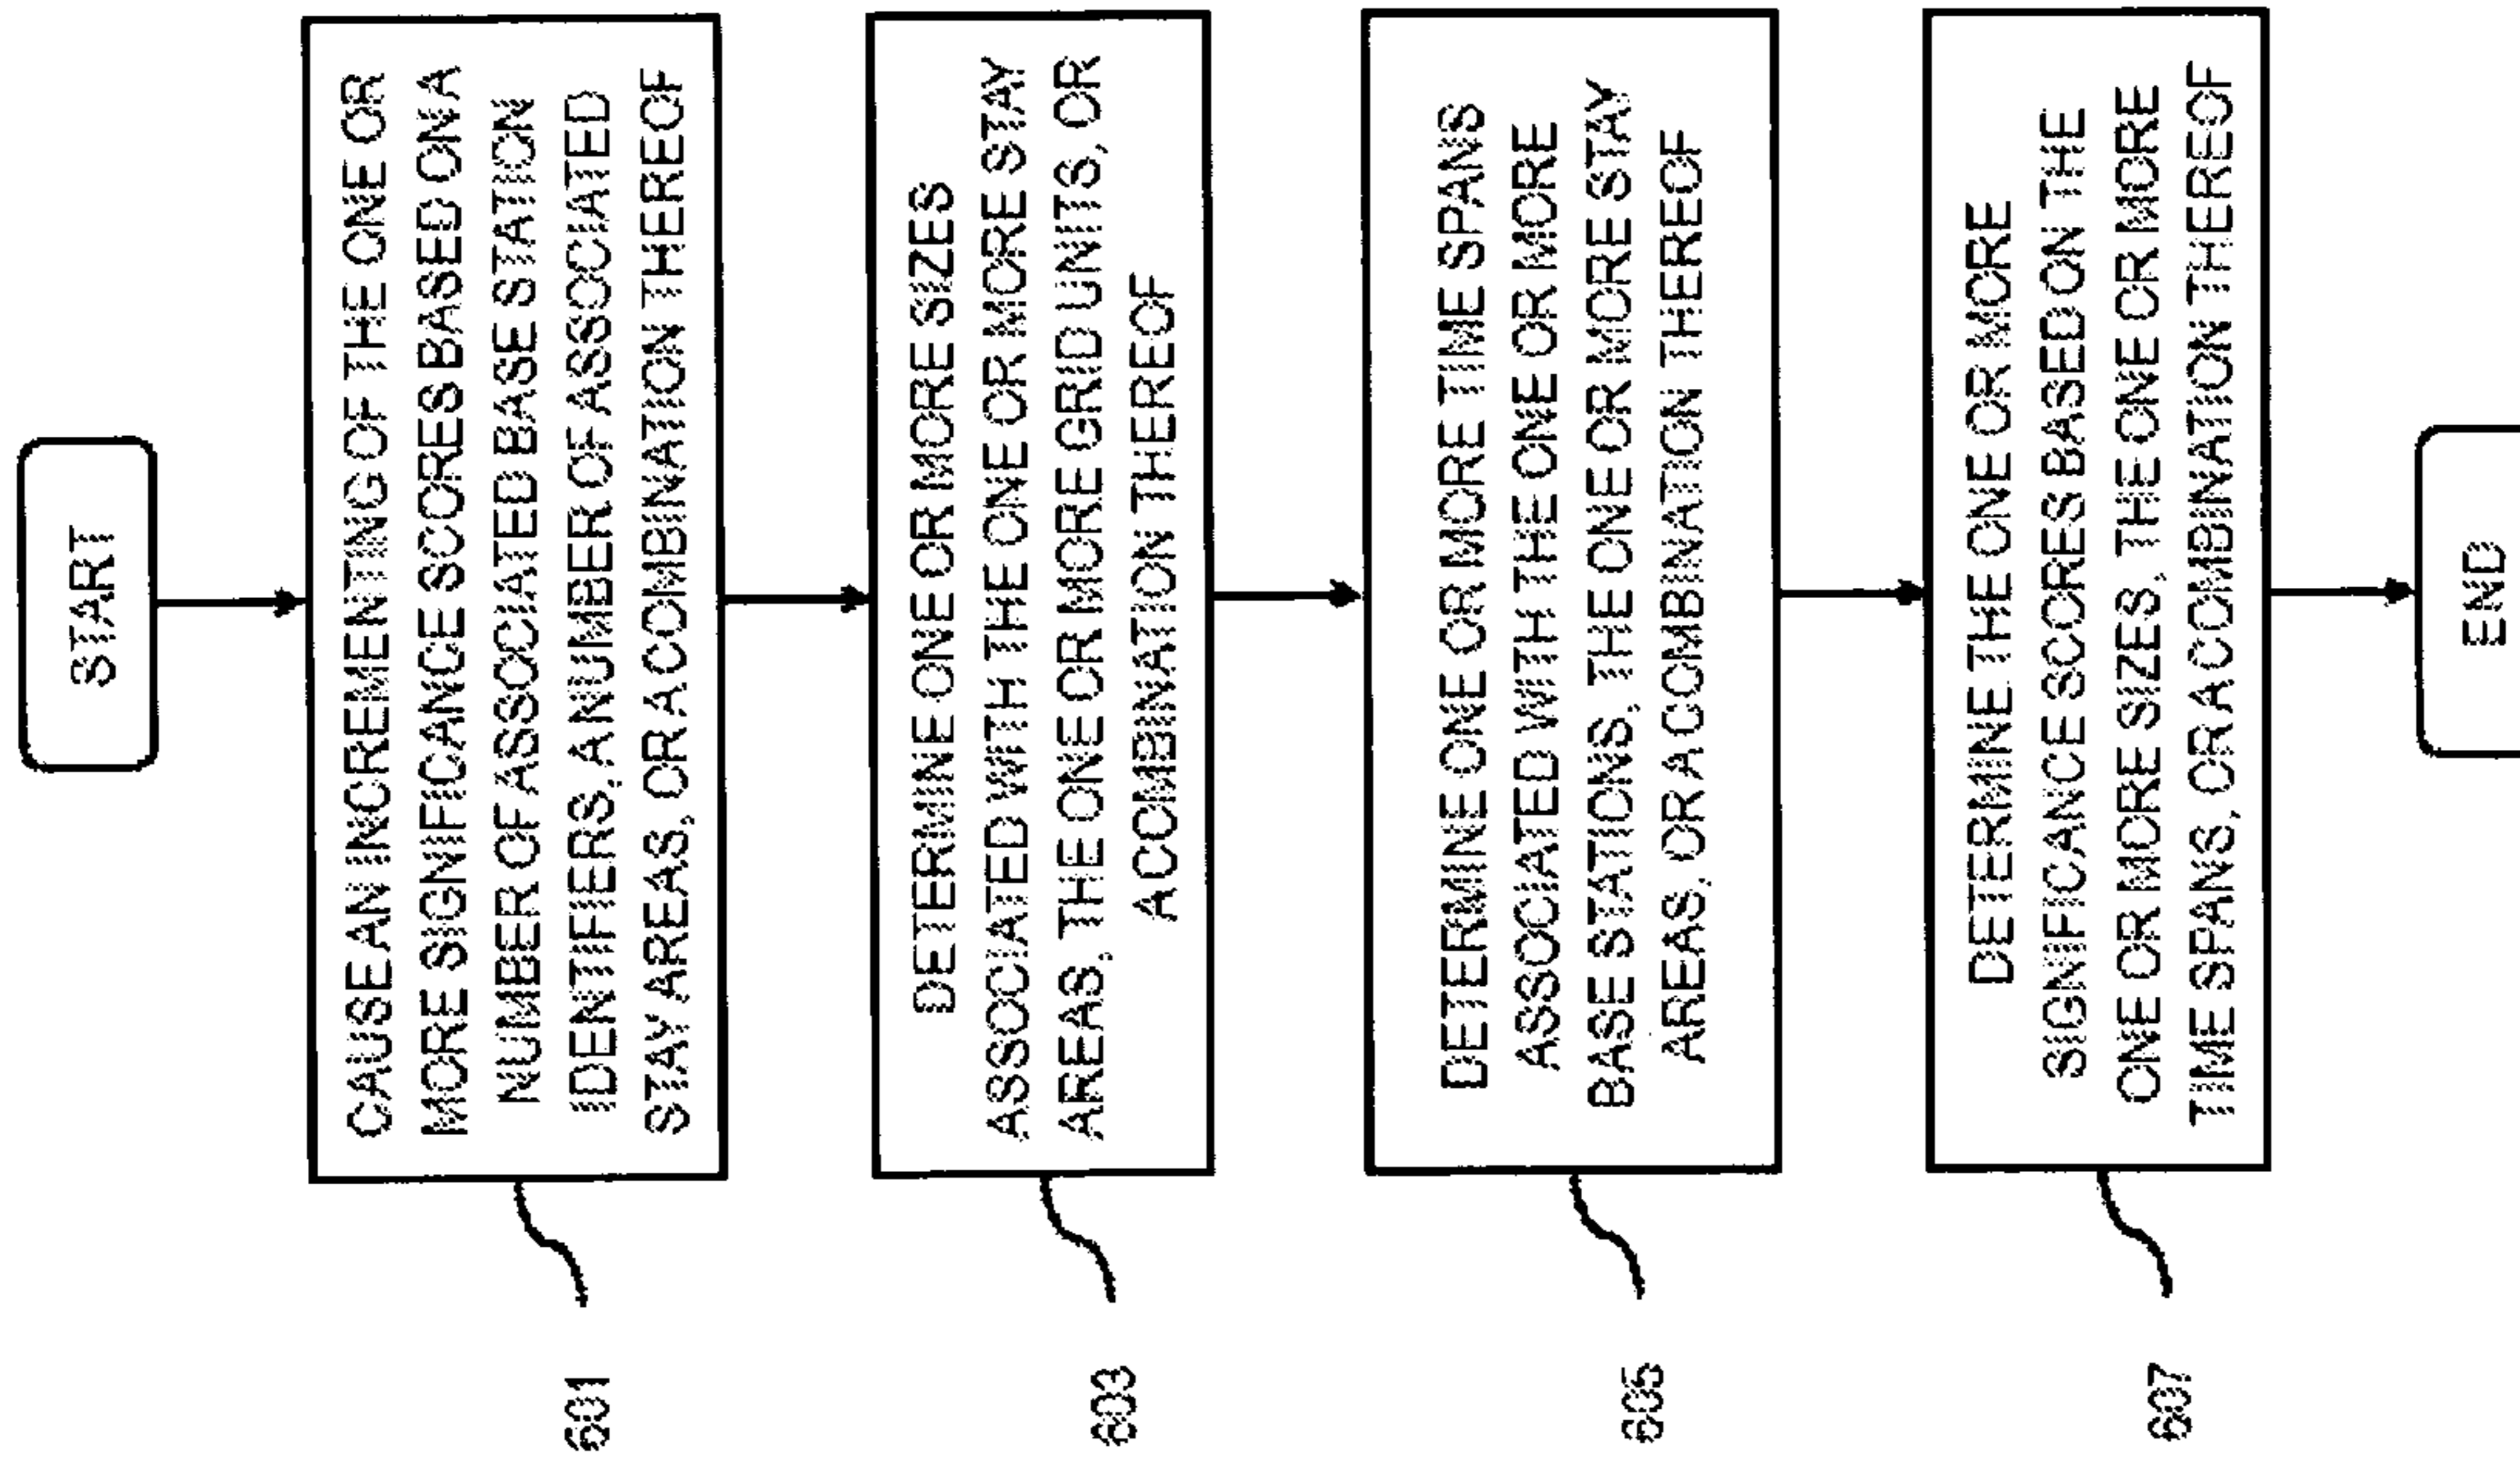 START
CAUSE AN INCREMENTING OF THE ONE OR
MORE SIGNIFICANCE SCORES BASED ON A
NUMBER OF ASSOCIATED BASE STATION
IDENTIFIERS, A NUMBER OF ASSOCIATED
STAY AREAS, OR A COMBINATION THEREOF
601
DETERMINE ONE OR MORE SIZES
ASSOCIATED WITH THE ONE OR MORE STAY
AREAS, THE ONE OR MORE GRID UNITS, OR
A COMBINATION THEREOF
603
DETERMINE ONE OR MORE TIME SPANS
ASSOCIATED WITH THE ONE OR MORE
BASE STATIONS, THE ONE OR MORE STAY
AREAS, OR A COMBINATION THEREOF
605
DETERMINE THE ONE OR MORE
SIGNIFICANCE SCORES BASED ON THE
ONE OR MORE SIZES, THE ONE OR MORE
TIME SPANS, OR A COMBINATION THEREOF
607
END